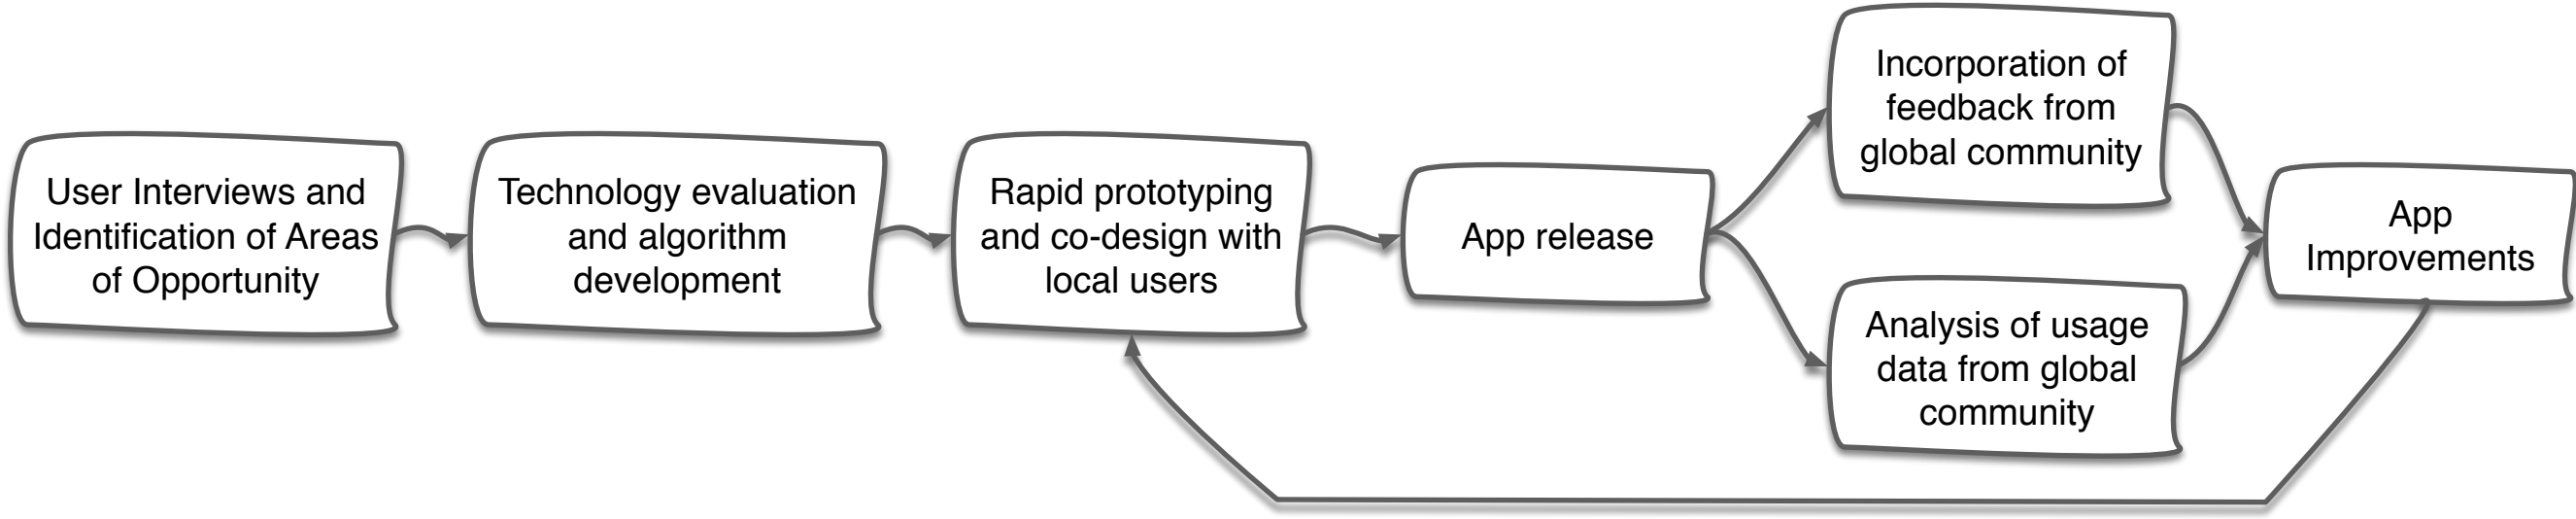 User Interviews and
Identification of Areas
of Opportunity
Technology evaluation
and algorithm
development
Rapid prototyping
and co-design with
local users
App release
Incorporation of
feedback from
global community
Analysis of usage
data from global
community
App
Improvements